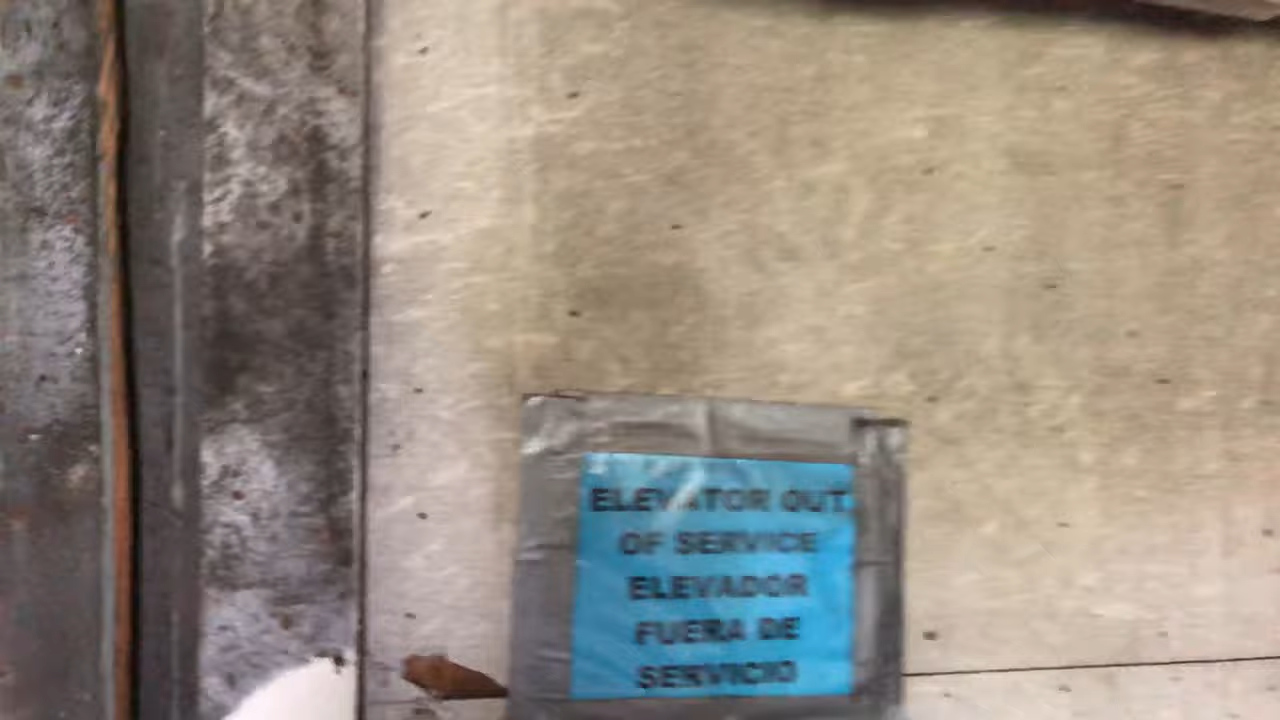 ELEVATOR OUT
OF SERVICE
ELEVADOR
FUERA DE
SERVICIO